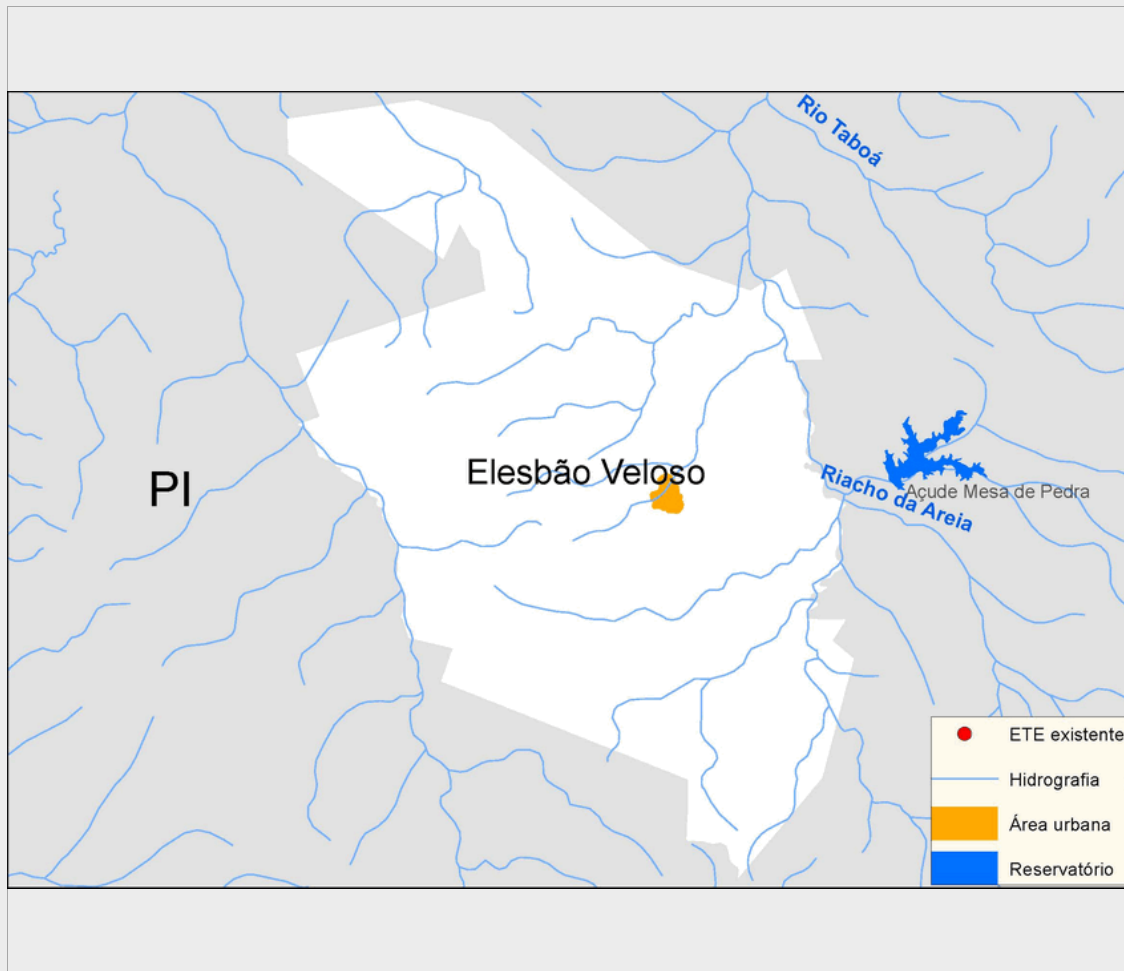 Rio Taboá
Elesbão Veloso
PI
Riacho da Areia
Açude Mesa de Pedra
ETE existente
Hidrografia
Área urbana
Reservatório